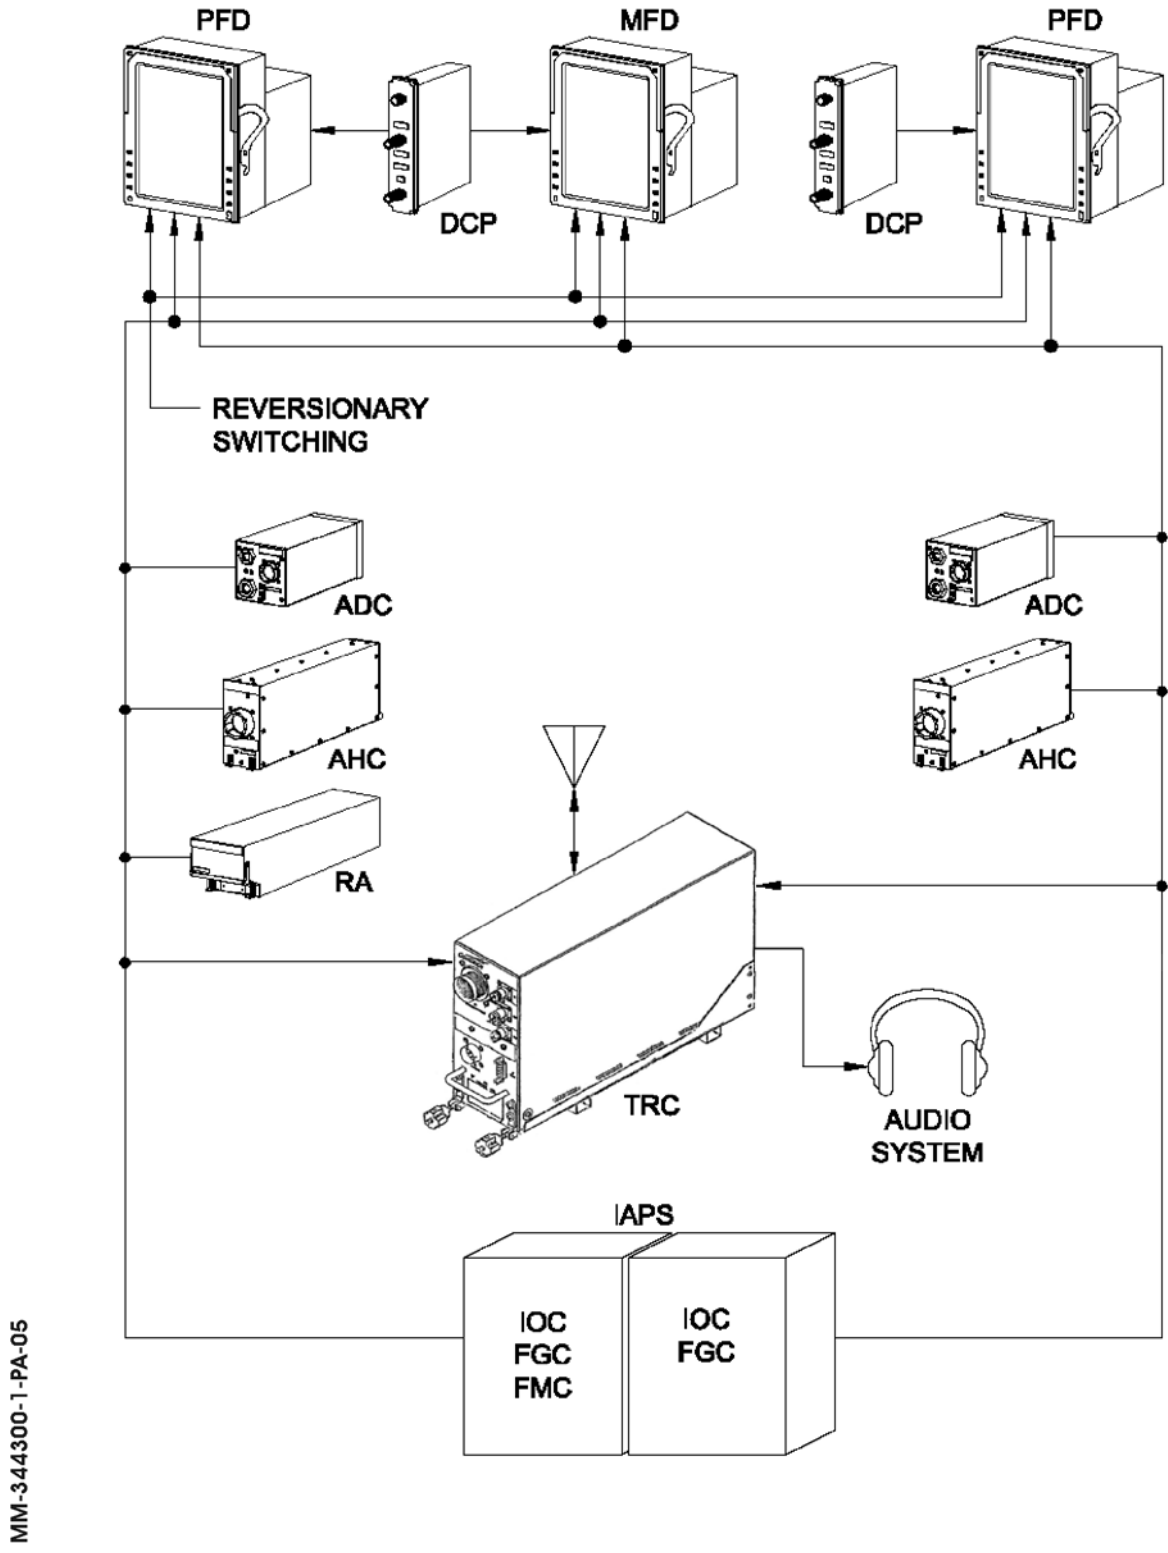 PFD
MFD
PFD
DCP
DCP
REVERSIONARY
SWITCHING
ADC
ADC
AHC
AHC
RA
TRC
AUDIO
SYSTEM
IAPS
IOC
FGC
FMC
IOC
FGC
MM-344300-1-PA-05